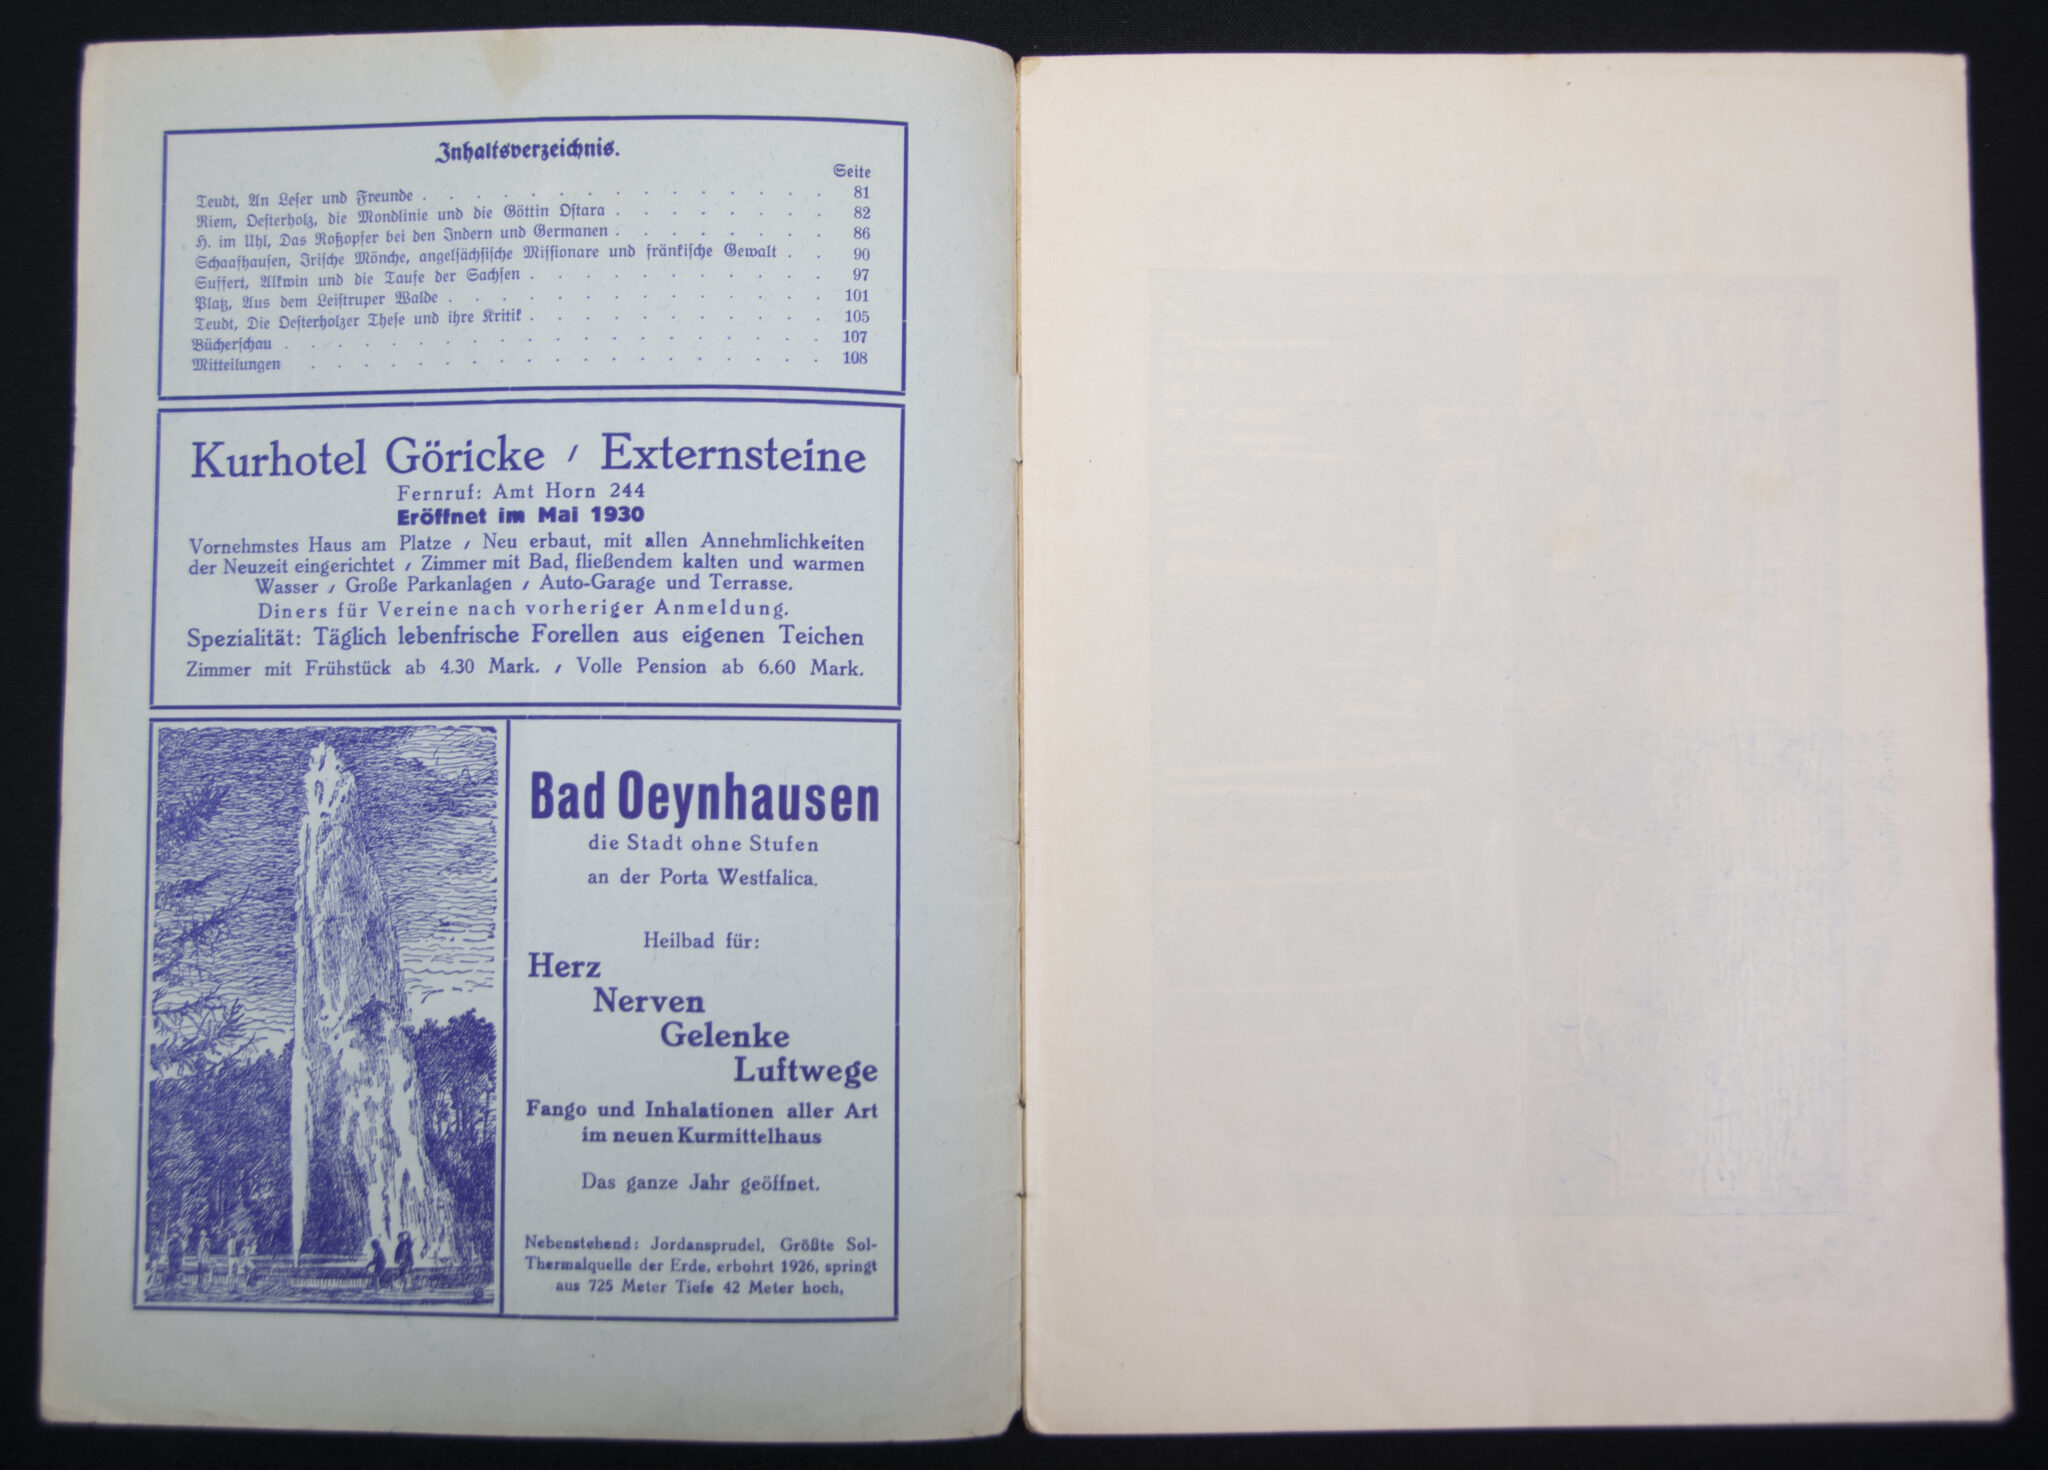 Inhaltsverzeichnis.
Seite
Teudt, An Leser und Freunde . . . . . . . . . . . . . . . 81
Riem, Oesterholz, die Mondlinie und die Göttin Ostara . . . . . . . . 82
H. im Uhl, Das Roßopfer bei den Indern und Germanen . . . . . . . . 86
Schaafhausen, Irische Mönche, angelsächsische Missionare und fränkische Gewalt . . 90
Suffert, Alkwin und die Taufe der Sachsen . . . . . . . . . . . 97
Platz, Aus dem Leistruper Walde . . . . . . . . . . . . . . 101
Teudt, Die Oesterholzer These und ihre Kritik . . . . . . . . . . . 105
Bücherschau . . . . . . . . . . . . . . . . . . . . 107
Mitteilungen . . . . . . . . . . . . . . . . . . . 108
Kurhotel Göricke / Externsteine
Fernruf: Amt Horn 244
Eröffnet im Mai 1930
Vornehmstes Haus am Platze / Neu erbaut, mit allen Annehmlichkeiten
der Neuzeit eingerichtet / Zimmer mit Bad, fließendem kalten und warmen
Wasser / Große Parkanlagen / Auto-Garage und Terrasse.
Diners für Vereine nach vorheriger Anmeldung.
Spezialität: Täglich lebenfrische Forellen aus eigenen Teichen
Zimmer mit Frühstück ab 4.30 Mark. / Volle Pension ab 6.60 Mark.
Bad Oeynhausen
die Stadt ohne Stufen
an der Porta Westfalica.
Heilbad für:
Herz
Nerven
Gelenke
Luftwege
Fango und Inhalationen aller Art
im neuen Kurmittelhaus
Das ganze Jahr geöffnet.
Nebenstehend: Jordansprudel, Größte Sol-
Thermalquelle der Erde, erbohrt 1926, springt
aus 725 Meter Tiefe 42 Meter hoch,